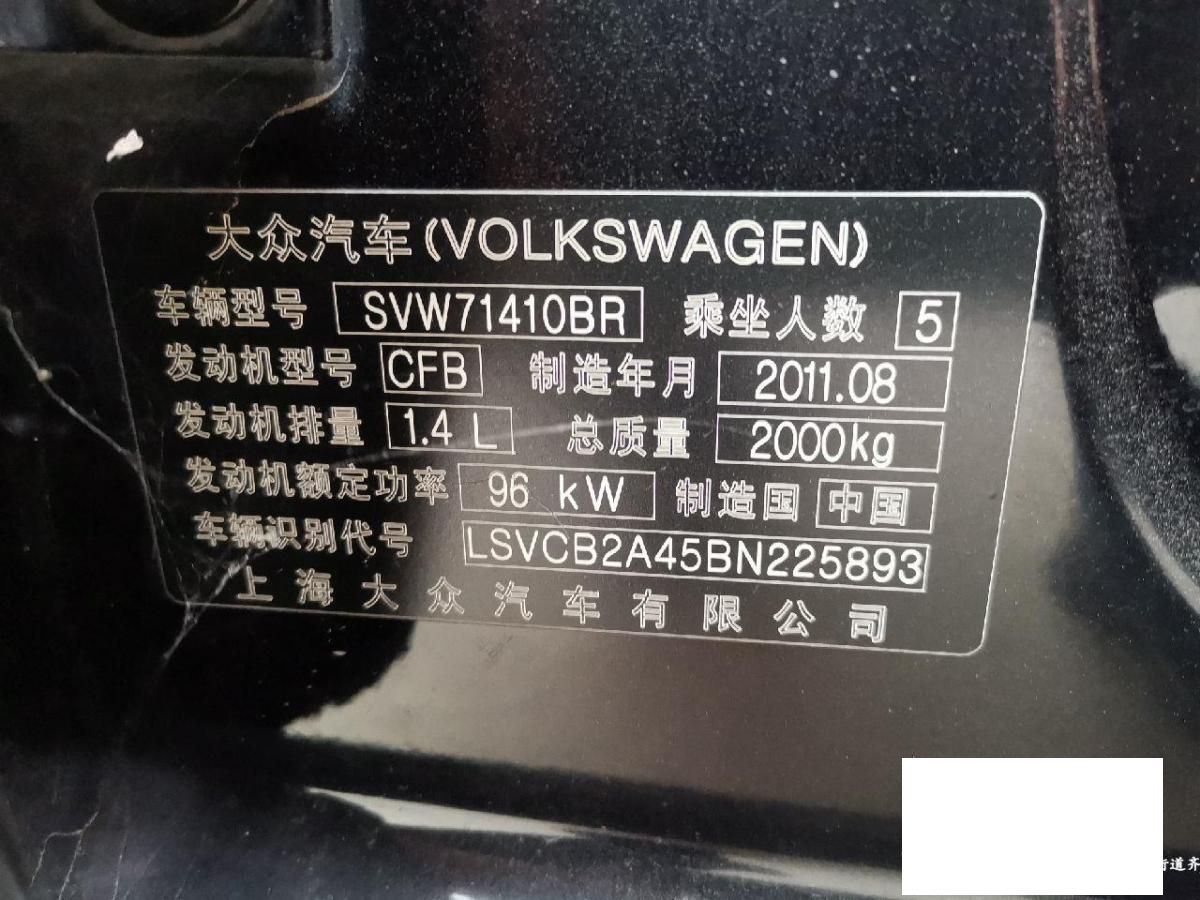 大众汽车(VOLKSWAGEN)
车辆型号 SVW71410BR 乘坐人数 5
发动机型号 CFB 制造年月 2011.08
发动机排量 1.4 L 总质量 2000kg
发动机额定功率 96 kW 制造国 中国
车辆识别代号 LSVCB2A45BN225893
上海大众汽车有限公司
街道齐